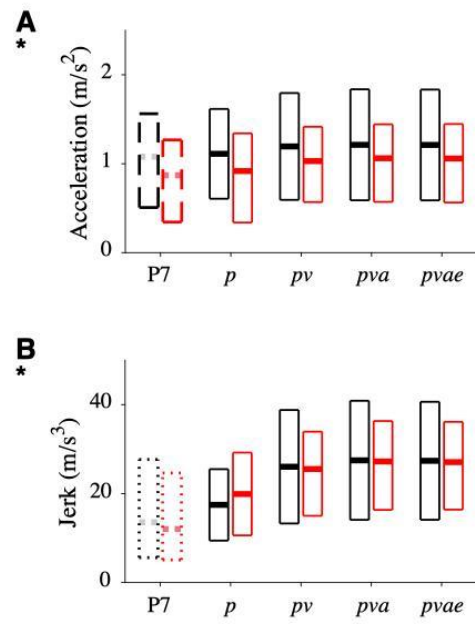 A
*
Acceleration (m/s²)
2
1
0
P7 p pv pva pvae
B
*
Jerk (m/s³)
40
20
0
P7 p pv pva pvae